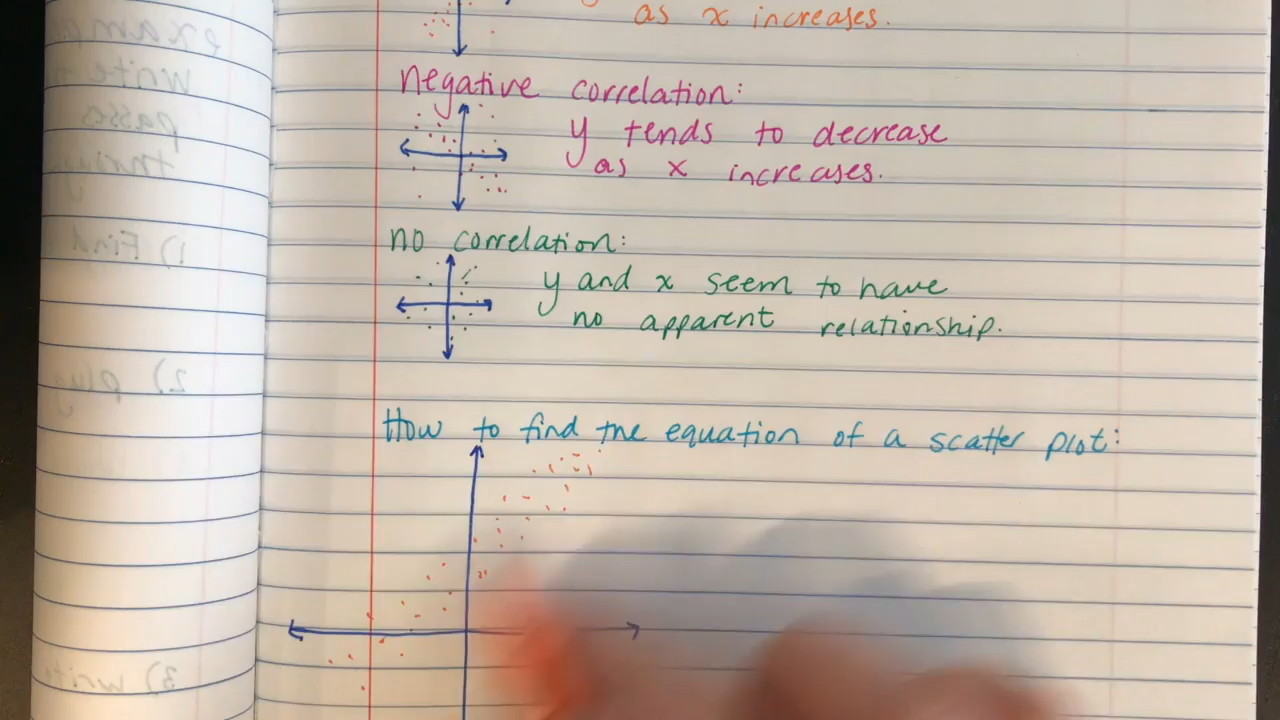 as x increases.
negative correlation:
y tends to decrease
as x increases.
no correlation:
y and x seem to have
no apparent relationship.
How to find the equation of a scatter plot: